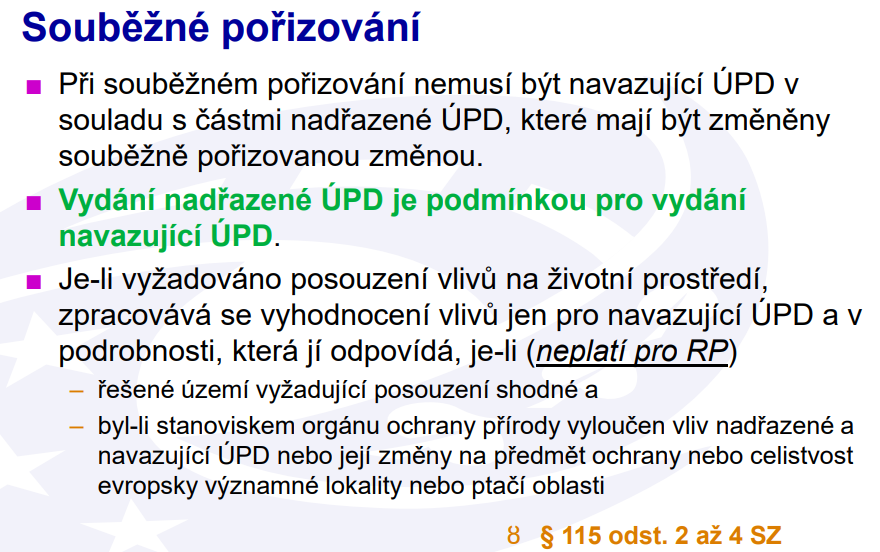 Souběžné pořizování
■ Při souběžném pořizování nemusí být navazující ÚPD v
souladu s částmi nadřazené ÚPD, které mají být změněny
souběžně pořizovanou změnou.
■ Vydání nadřazené ÚPD je podmínkou pro vydání
navazující ÚPD.
■ Je-li vyžadováno posouzení vlivů na životní prostředí,
zpracovává se vyhodnocení vlivů jen pro navazující ÚPD a v
podrobnosti, která jí odpovídá, je-li (neplatí pro RP)
– řešené území vyžadující posouzení shodné a
– byl-li stanoviskem orgánu ochrany přírody vyloučen vliv nadřazené a
navazující ÚPD nebo její změny na předmět ochrany nebo celistvost
evropsky významné lokality nebo ptačí oblasti
8 § 115 odst. 2 až 4 SZ